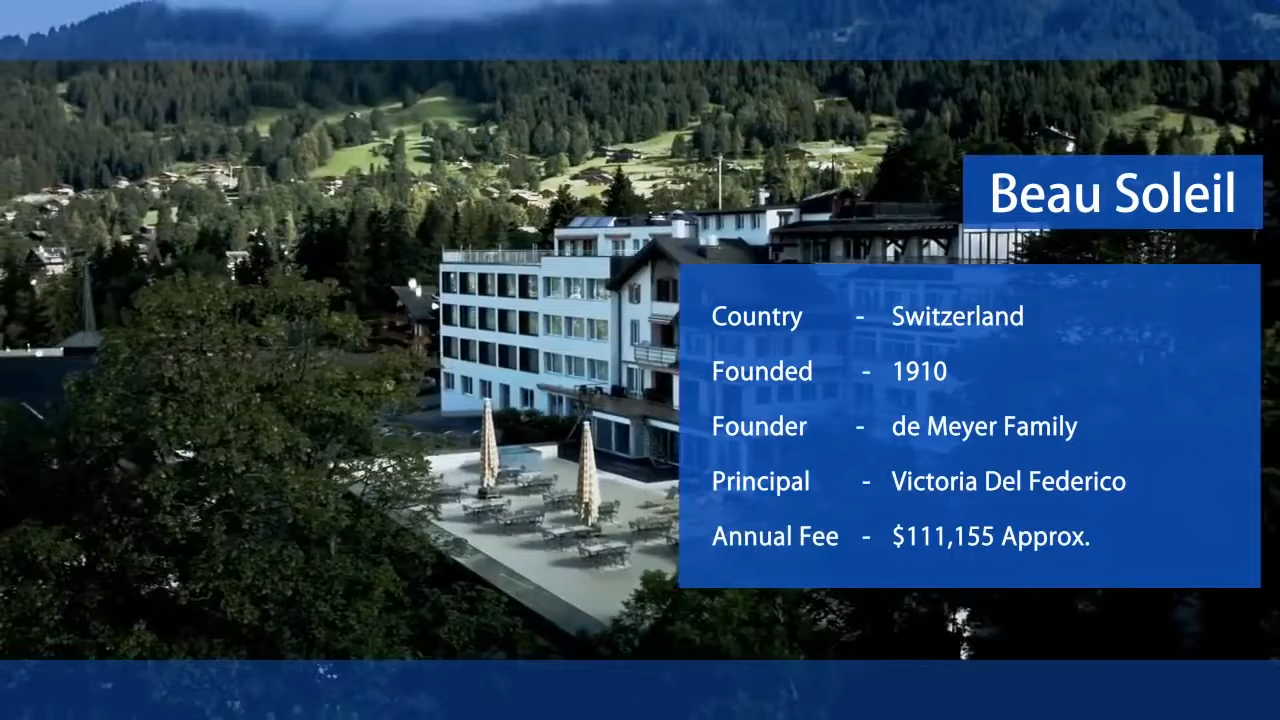 Beau Soleil
Country - Switzerland
Founded - 1910
Founder - de Meyer Family
Principal - Victoria Del Federico
Annual Fee - $111,155 Approx.